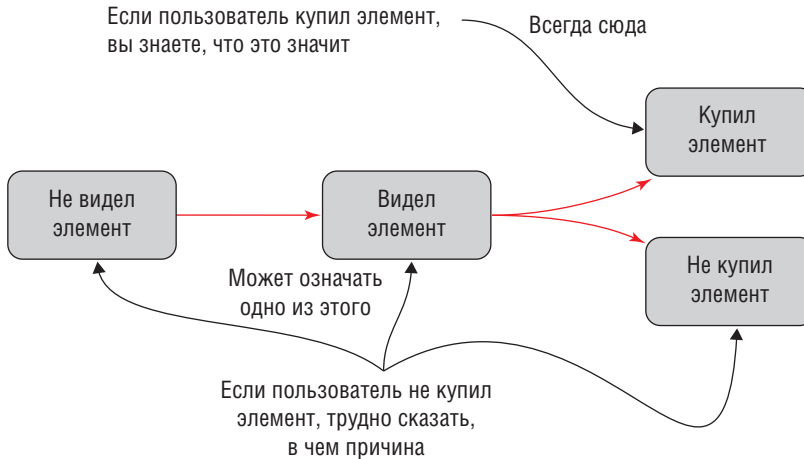 Если пользователь купил элемент,
вы знаете, что это значит
Всегда сюда
Купил
элемент
Не видел
элемент
Видел
элемент
Не купил
элемент
Может означать
одно из этого
Если пользователь не купил
элемент, трудно сказать,
в чем причина